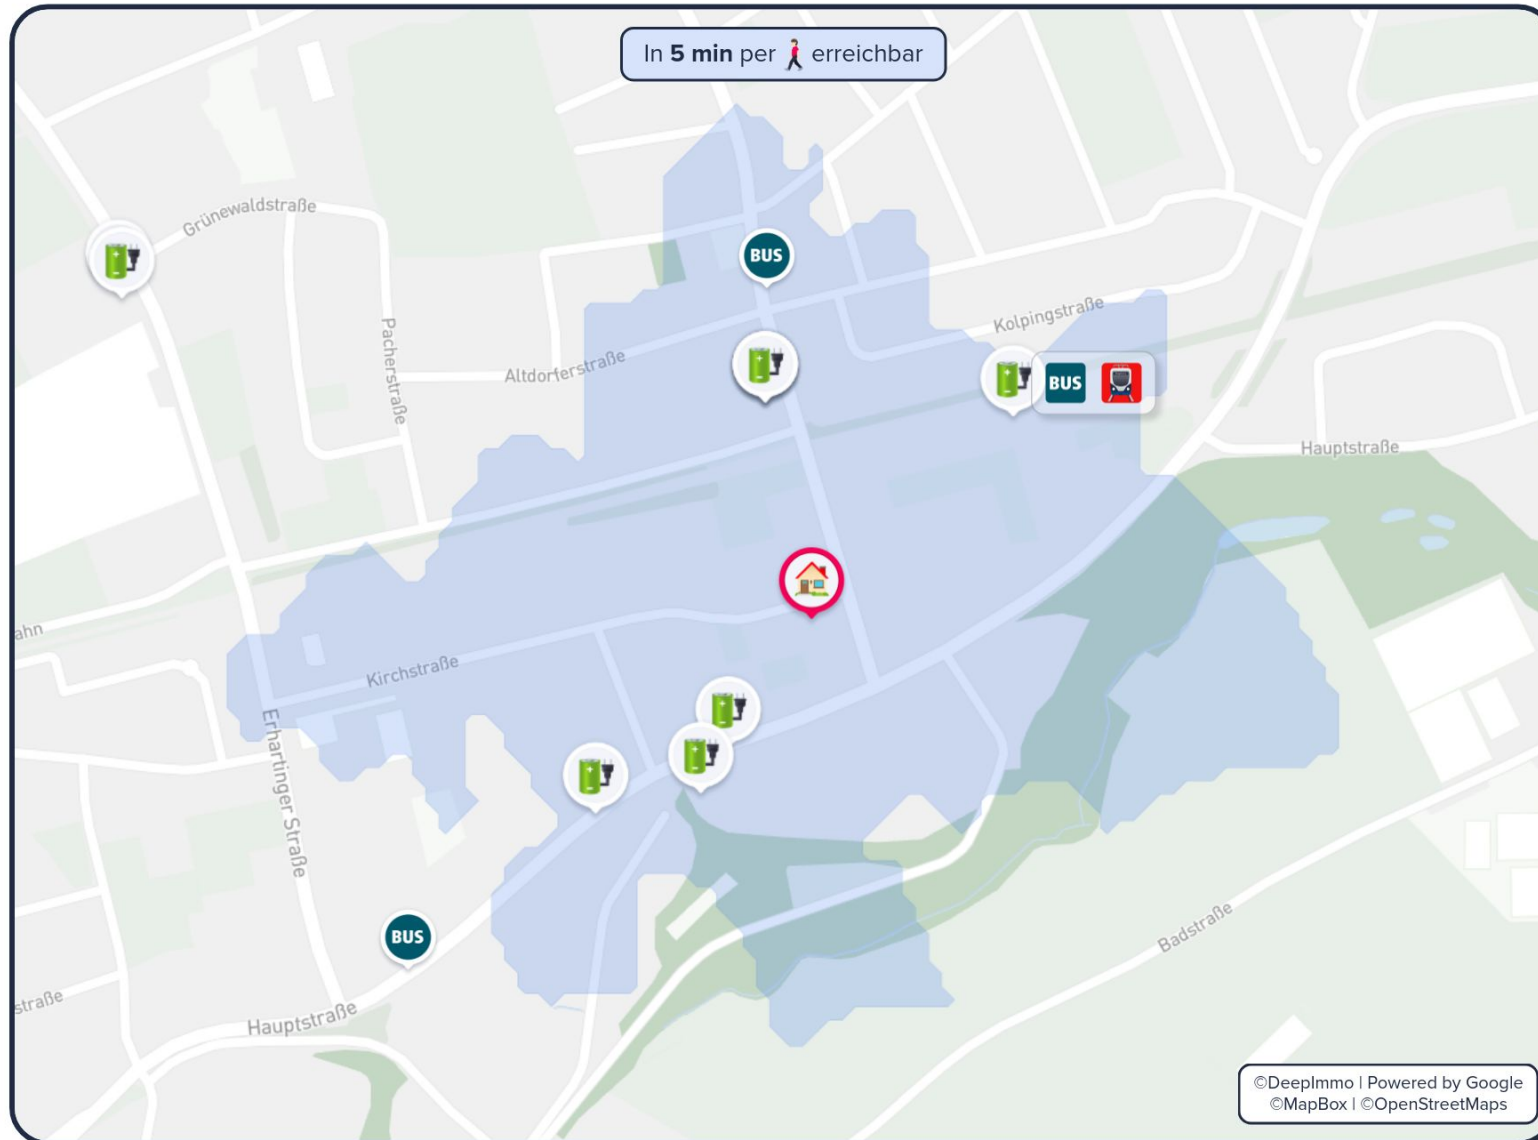 In 5 min per erreichbar
Grünewaldstraße
BUS
Kolpingstraße
Pacherstraße
Altdorferstraße
BUS
Hauptstraße
ahn
Kirchstraße
Erhartinger Straße
BUS
Badstraße
straße
Hauptstraße
©DeepImmo | Powered by Google
©MapBox | ©OpenStreetMaps